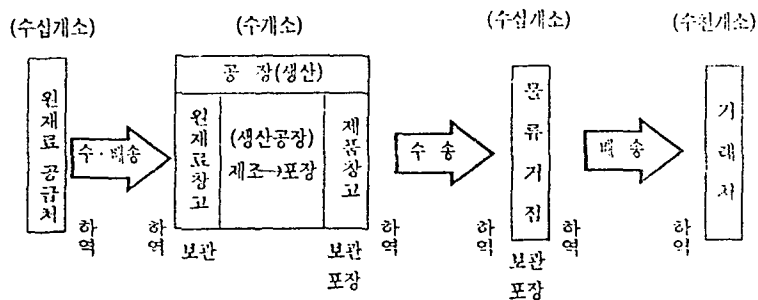 (수십개소)
(수개소)
(수십개소)
(수천개소)
원재료 공급처
수·배송
공 장(생산)
원재료창고
(생산공장)
제조→포장
제품창고
수 송
물류거점
배 송
거래처
하역
하역
보관
보관
포장
하역
하역
보관
포장
하역
하역